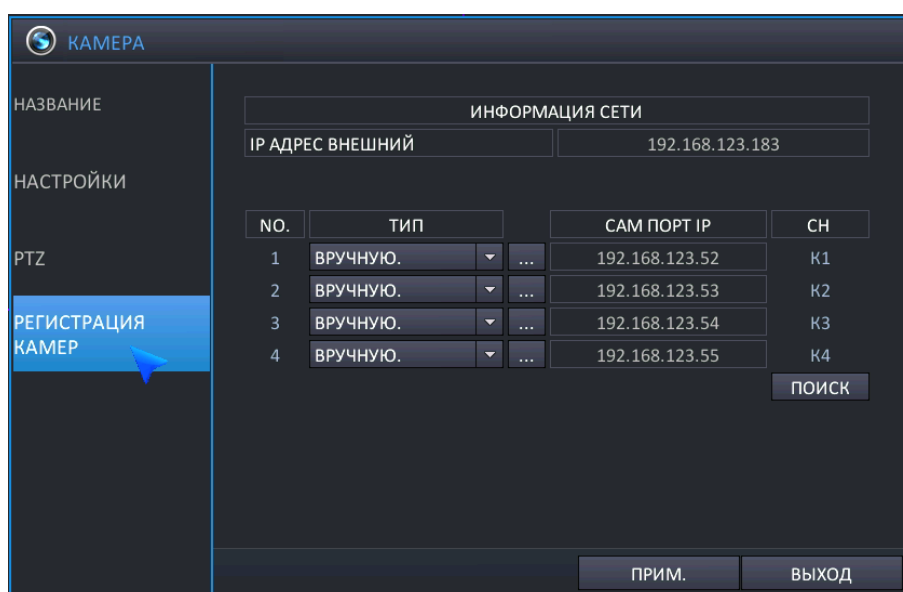 КАМЕРА
НАЗВАНИЕ
НАСТРОЙКИ
PTZ
РЕГИСТРАЦИЯ
КАМЕР
ИНФОРМАЦИЯ СЕТИ
IP АДРЕС ВНЕШНИЙ 192.168.123.183
NO. ТИП CAM ПОРТ IP CH
1 ВРУЧНУЮ. ... 192.168.123.52 К1
2 ВРУЧНУЮ. ... 192.168.123.53 К2
3 ВРУЧНУЮ. ... 192.168.123.54 К3
4 ВРУЧНУЮ. ... 192.168.123.55 К4
ПОИСК
ПРИМ. ВЫХОД